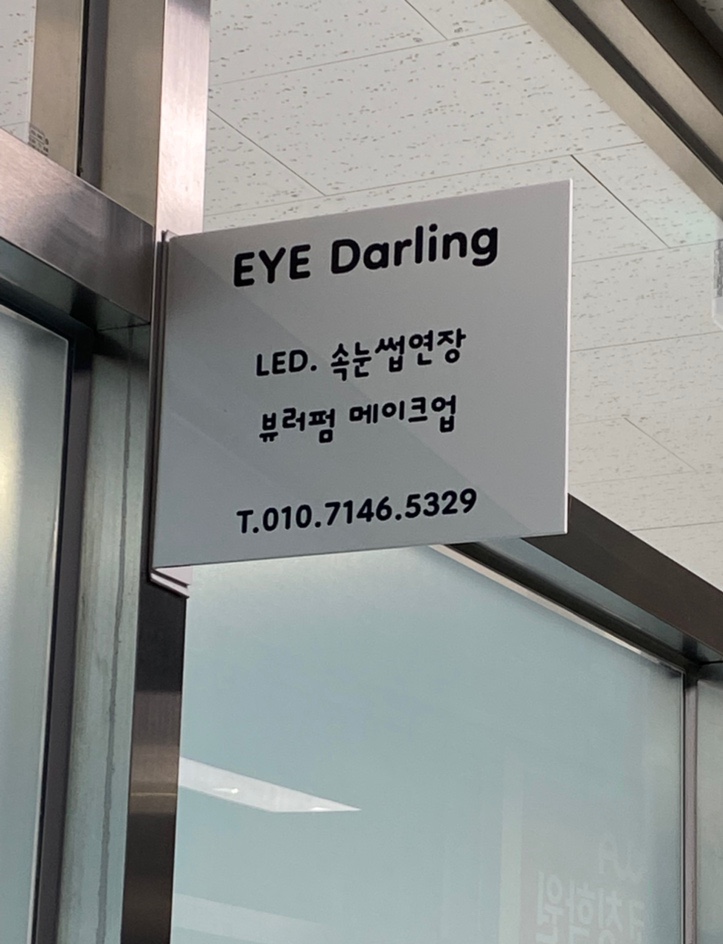 EYE Darling
LED. 속눈썹연장
뷰러펌 메이크업
T.010.7146.5329